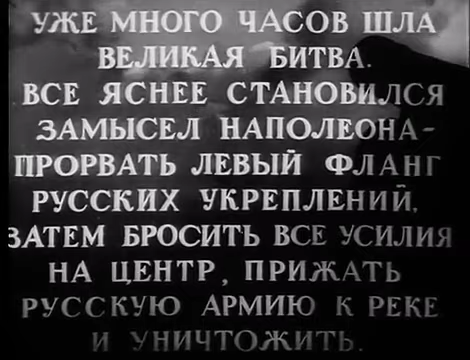 УЖЕ МНОГО ЧАСОВ ШЛА
ВЕЛИКАЯ БИТВА.
ВСЕ ЯСНЕЕ СТАНОВИЛСЯ
ЗАМЫСЕЛ НАПОЛЕОНА-
ПРОРВАТЬ ЛЕВЫЙ ФЛАНГ
РУССКИХ УКРЕПЛЕНИЙ,
ЗАТЕМ БРОСИТЬ ВСЕ УСИЛИЯ
НА ЦЕНТР, ПРИЖАТЬ
РУССКУЮ АРМИЮ К РЕКЕ
И УНИЧТОЖИТЬ.